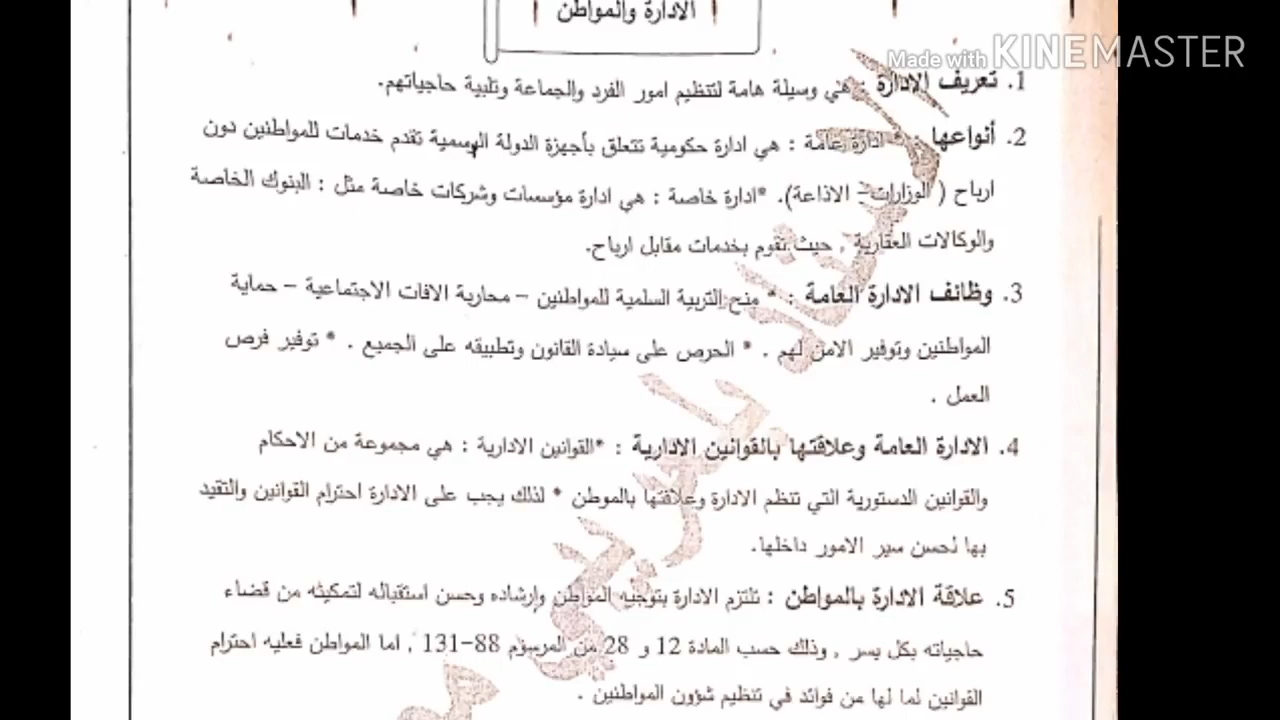 الادارة والمواطن
Made with KINEMASTER
1. تعريف الادارة : هي وسيلة هامة لتنظيم امور الفرد والجماعة وتلبية حاجياتهم.
2. أنواعها : * ادارة عامة : هي ادارة حكومية تتعلق بأجهزة الدولة الرسمية تقدم خدمات للمواطنين دون
ارباح ( الوزارات – الاذاعة). *ادارة خاصة : هي ادارة مؤسسات وشركات خاصة مثل : البنوك الخاصة
والوكالات العقارية , حيث تقوم بخدمات مقابل ارباح.
3. وظائف الادارة العامة : * منح التربية السلمية للمواطنين – محاربة الافات الاجتماعية – حماية
المواطنين وتوفير الامن لهم . * الحرص على سيادة القانون وتطبيقه على الجميع . * توفير فرص
العمل .
4. الادارة العامة وعلاقتها بالقوانين الادارية : *القوانين الادارية : هي مجموعة من الاحكام
والقوانين الدستورية التي تنظم الادارة وعلاقتها بالموطن * لذلك يجب على الادارة احترام القوانين والتقيد
بها لحسن سير الامور داخلها.
5. علاقة الادارة بالمواطن : تلتزم الادارة بتوجيه المواطن وإرشاده وحسن استقباله لتمكينه من قضاء
حاجياته بكل يسر , وذلك حسب المادة 12 و 28 من المرسوم 88–131 , اما المواطن فعليه احترام
القوانين لما لها من فوائد في تنظيم شؤون المواطنين .